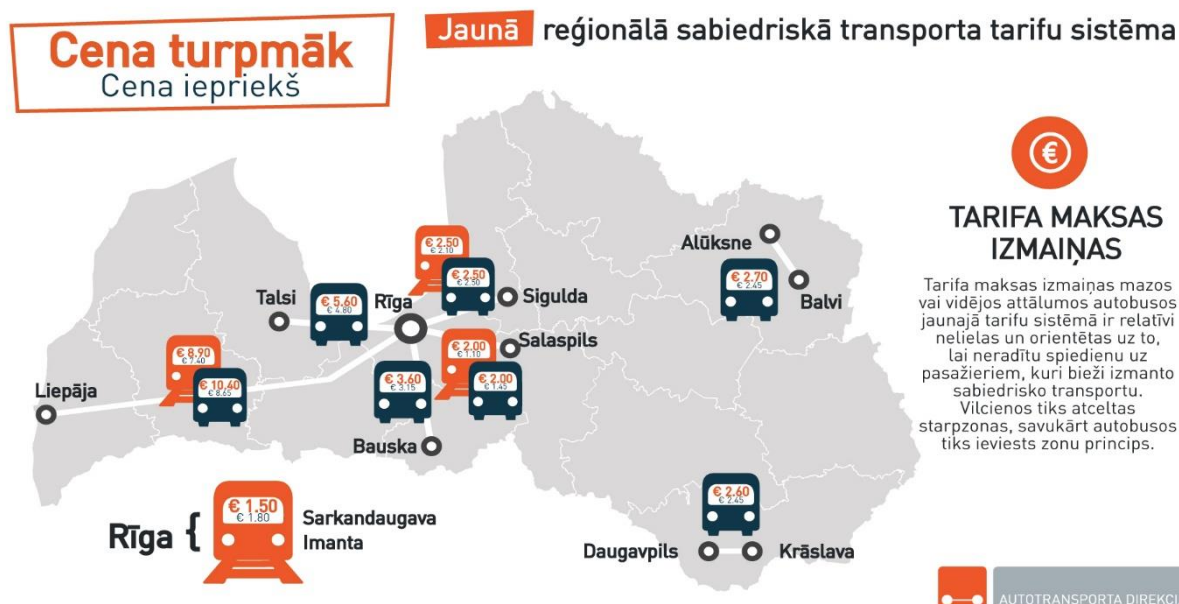 Cena turpmāk
Cena iepriekš
Jaunā reģionālā sabiedriskā transporta tarifu sistēma
€
TARIFA MAKSAS
IZMAIŅAS
Tarifa maksas izmaiņas mazos
vai vidējos attālumos autobusos
jaunajā tarifu sistēmā ir relatīvi
nelielas un orientētas uz to,
lai neradītu spiedienu uz
pasažieriem, kuri bieži izmanto
sabiedrisko transportu.
Vilcienos tiks atceltas
starpzonas, savukārt autobusos
tiks ieviests zonu princips.
€ 2.50
€ 2.10
€ 2.50
€ 2.50
Sigulda
Alūksne
€ 2.70
€ 2.45
Balvi
Talsi
€ 5.60
€ 4.80
Rīga
€ 2.00
€ 1.10
Salaspils
€ 2.00
€ 1.45
€ 8.90
€ 7.40
€ 10.40
€ 8.65
Liepāja
€ 3.60
€ 3.15
Bauska
Rīga {
€ 1.50
€ 1.80
Sarkandaugava
Imanta
€ 2.60
€ 2.45
Daugavpils
Krāslava
AUTOTRANSPORTA DIREKCI